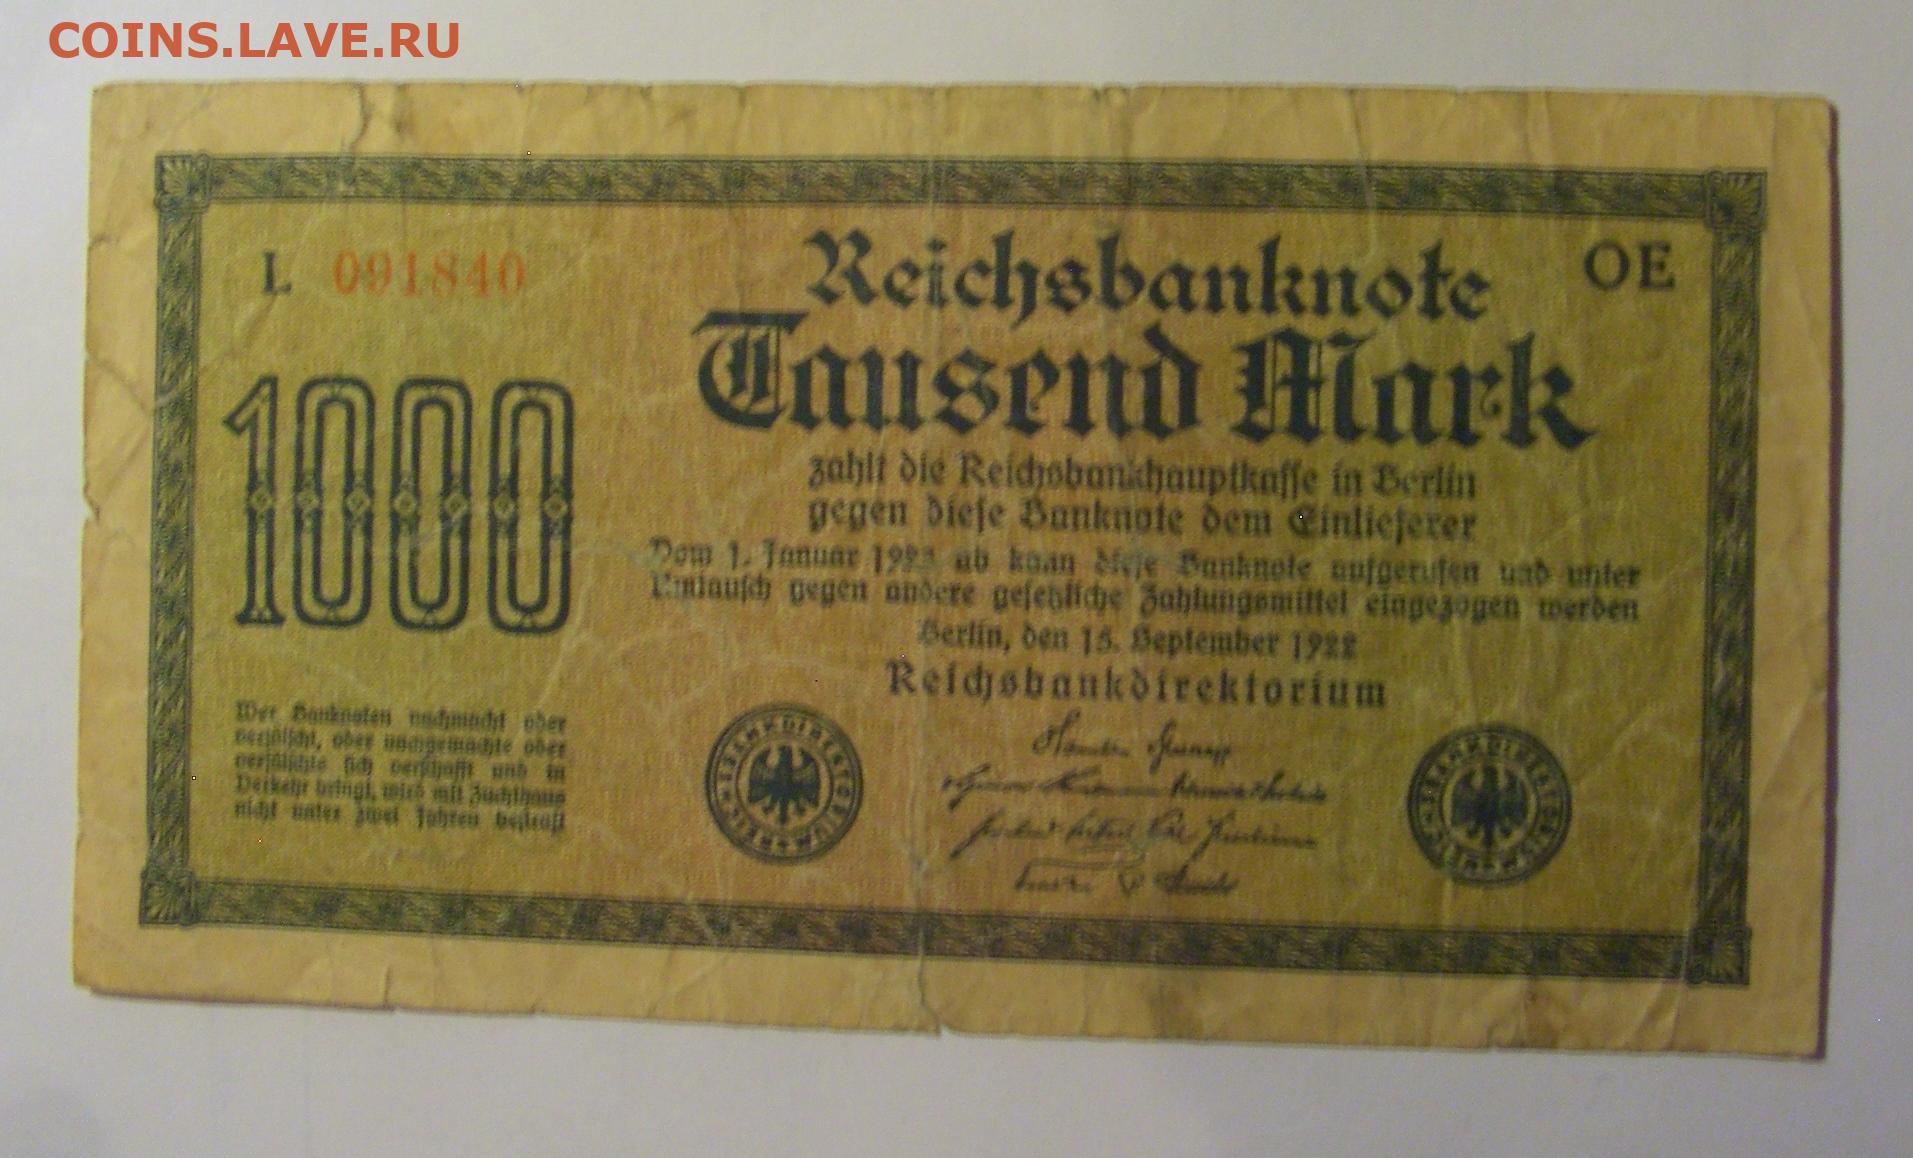 COINS.LAVE.RU
L 091840
OE
Reichsbanknote
Tausend Mark
1000
zahlt die Reichsbankhauptkasse in Berlin
gegen diese Banknote dem Einlieferer
Vom 1. Januar 1923 ab kann diese Banknote aufgerufen und unter
Umtausch gegen andere gesetzliche Zahlungsmittel eingezogen werden
Berlin, den 15. September 1922
Reichsbankdirektorium
Wer Banknoten nachmacht oder
verfälscht, oder nachgemachte oder
verfälschte sich verschafft und in
Verkehr bringt, wird mit Zuchthaus
nicht unter zwei Jahren bestraft
REICHSBANKDIREKTORIUM
REICHSBANKDIREKTORIUM